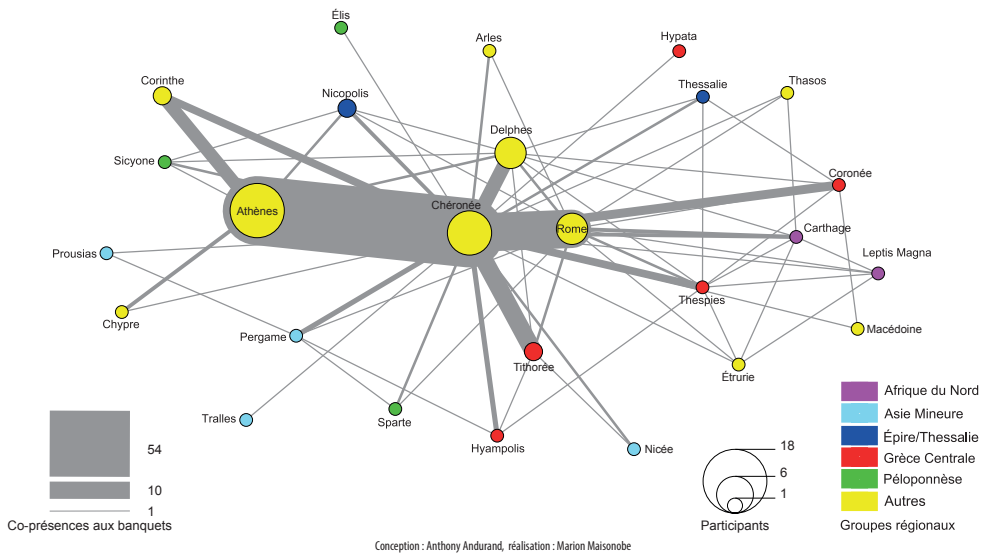 Élis
Arles
Hypata
Corinthe
Nicopolis
Thessalie
Thasos
Delphes
Sicyone
Coronée
Athènes
Chéronée
Rome
Carthage
Prousias
Leptis Magna
Thespies
Chypre
Pergame
Macédoine
Tithorée
Étrurie
Tralles
Sparte
Hyampolis
Nicée
54
10
1
Co-présences aux banquets
18
6
1
Participants
Afrique du Nord
Asie Mineure
Épire/Thessalie
Grèce Centrale
Péloponnèse
Autres
Groupes régionaux
Conception : Anthony Andurand, réalisation : Marion Maisonobe